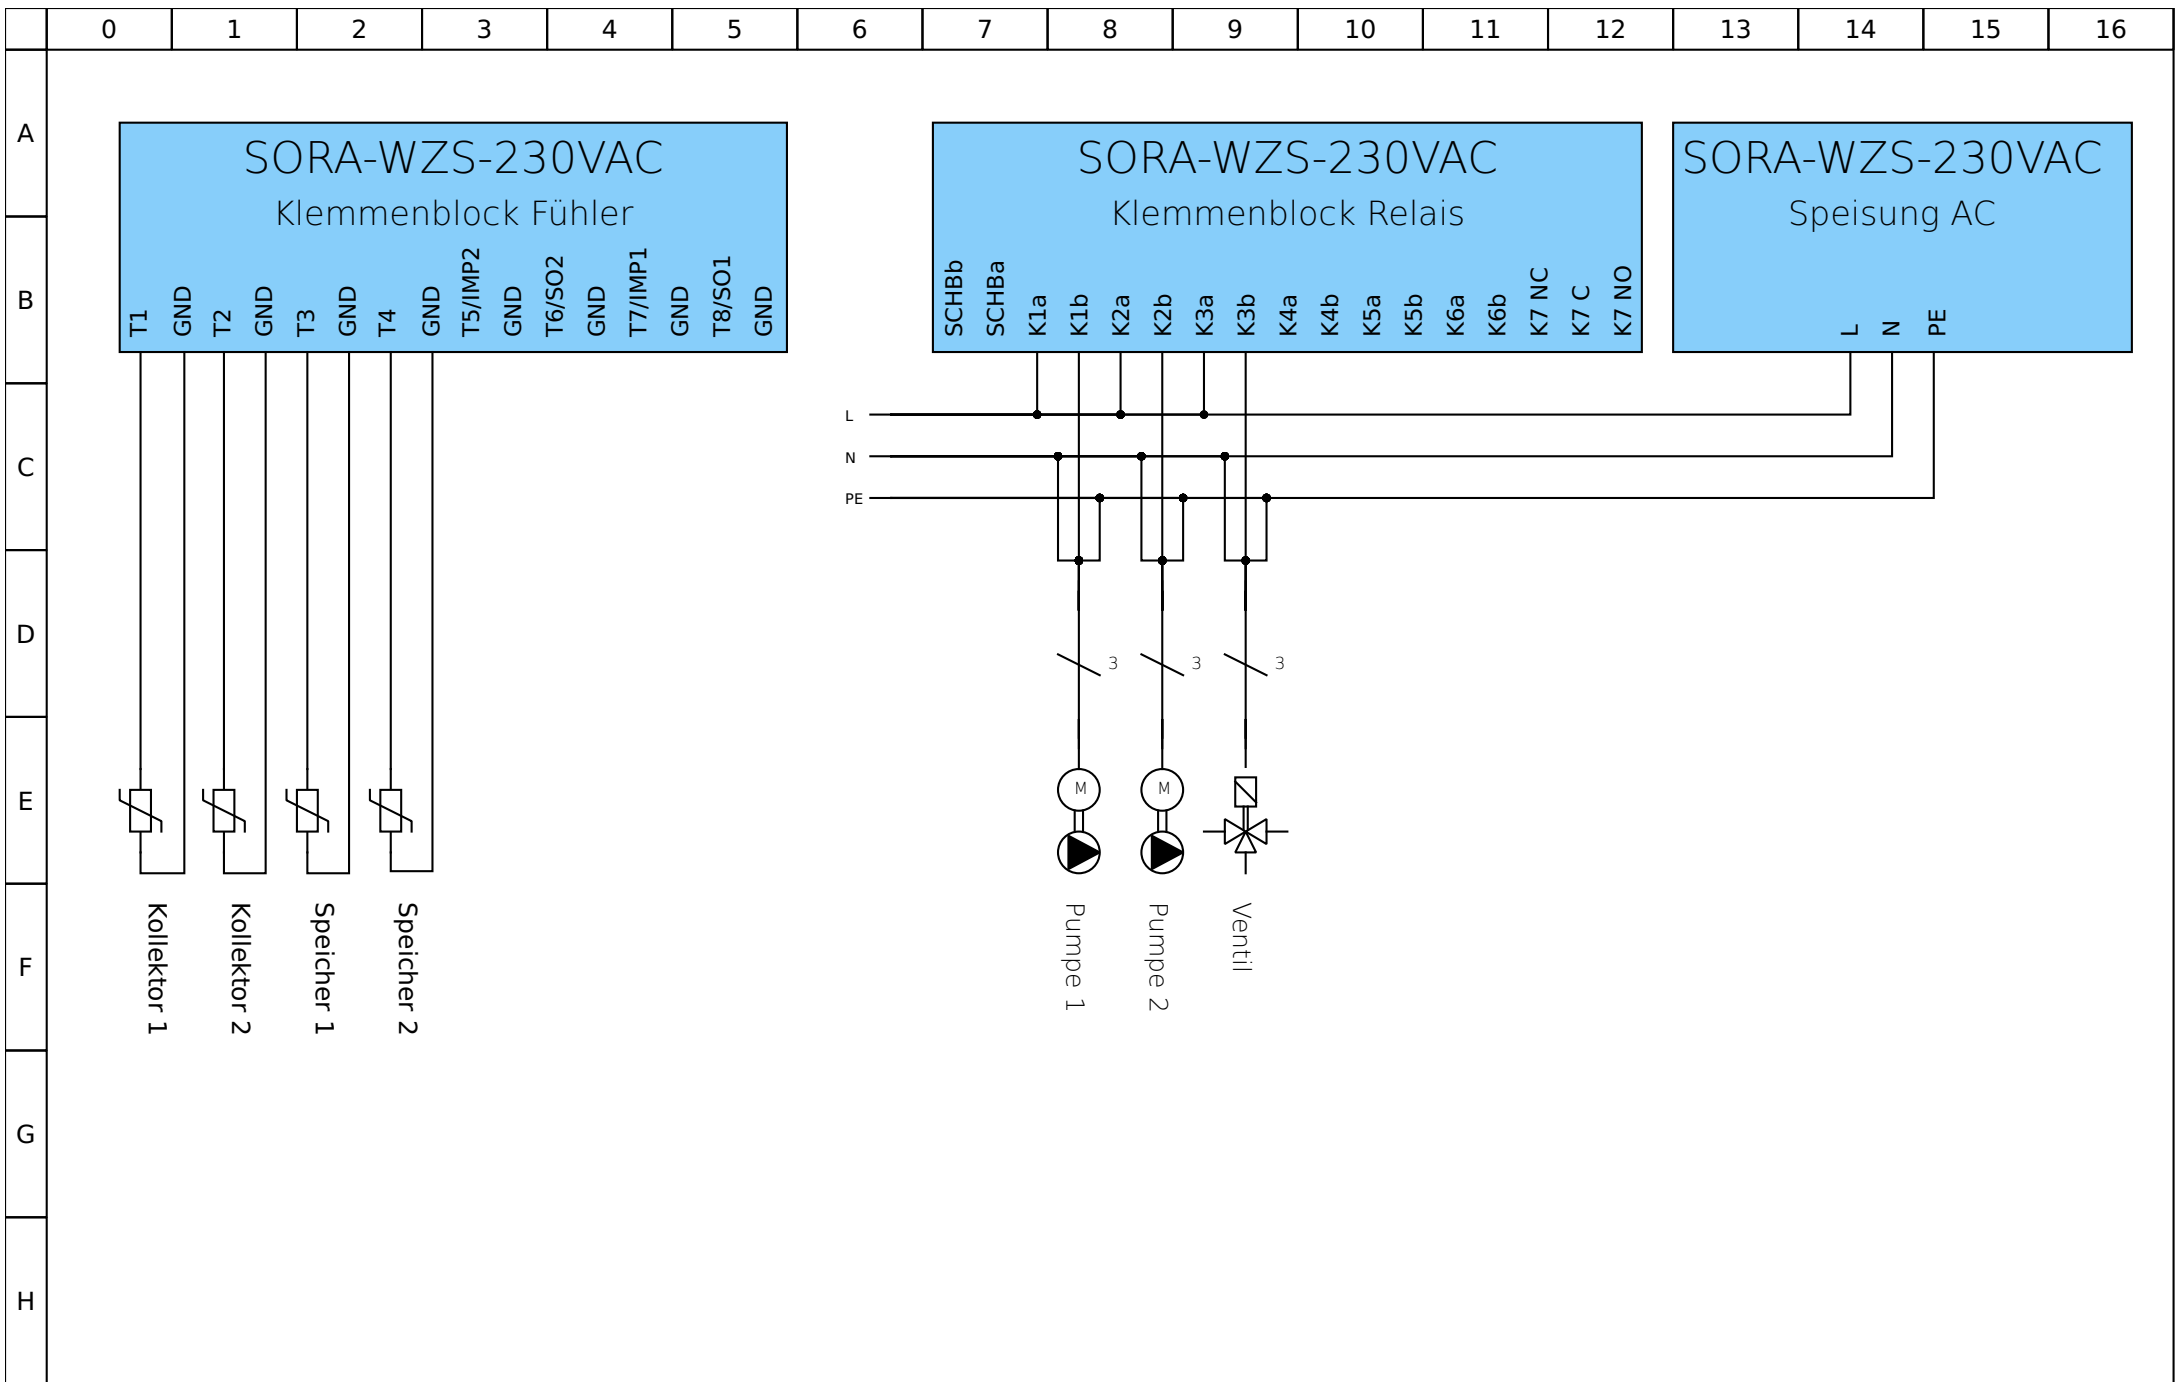 0 1 2 3 4 5 6 7 8 9 10 11 12 13 14 15 16
A
B
C
D
E
F
G
H
SORA-WZS-230VAC
Klemmenblock Fühler
T1 GND T2 GND T3 GND T4 GND T5/IMP2 GND T6/SO2 GND T7/IMP1 GND T8/SO1 GND
SORA-WZS-230VAC
Klemmenblock Relais
SCHBb SCHBa K1a K1b K2a K2b K3a K3b K4a K4b K5a K5b K6a K6b K7 NC K7 C K7 NO
SORA-WZS-230VAC
Speisung AC
L N PE
L
N
PE
3 3 3
M M
Kollektor 1
Kollektor 2
Speicher 1
Speicher 2
Pumpe 1
Pumpe 2
Ventil